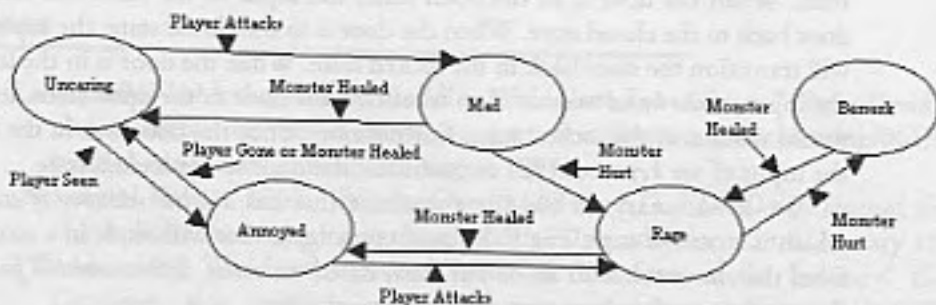 Player Attacks
Uncaring
Monster Healed
Mad
Monster
Healed
Berserk
Player Gone or Monster Healed
Monster
Hurt
Player Seen
Annoyed
Monster Healed
Rage
Monster
Hurt
Player Attacks